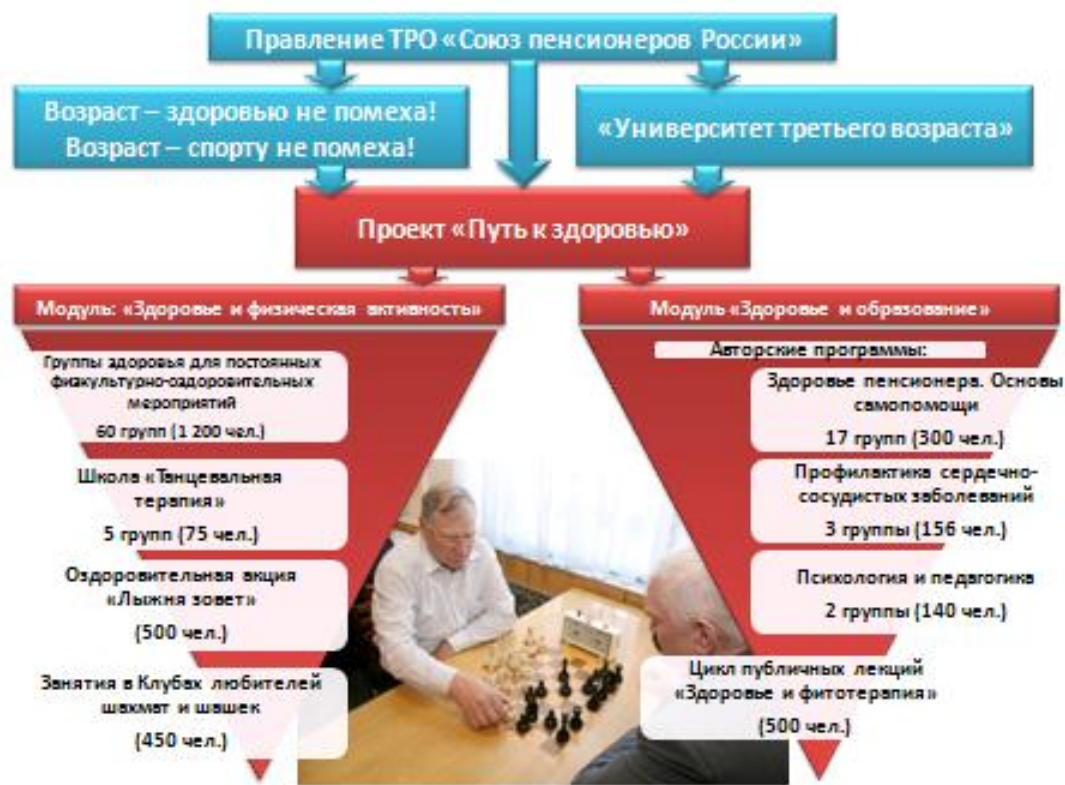 Правление ТРО «Союз пенсионеров России»
Возраст – здоровью не помеха!
Возраст – спорту не помеха!
«Университет третьего возраста»
Проект «Путь к здоровью»
Модуль: «Здоровье и физическая активность»
Группы здоровья для постоянных
физкультурно-оздоровительных
мероприятий
60 групп (1 200 чел.)
Школа «Танцевальная
терапия»
5 групп (75 чел.)
Оздоровительная акция
«Лыжня зовет»
(500 чел.)
Занятия в Клубах любителей
шахмат и шашек
(450 чел.)
Модуль «Здоровье и образование»
Авторские программы:
Здоровье пенсионера. Основы
самопомощи
17 групп (300 чел.)
Профилактика сердечно-
сосудистых заболеваний
3 группы (156 чел.)
Психология и педагогика
2 группы (140 чел.)
Цикл публичных лекций
«Здоровье и фитотерапия»
(500 чел.)